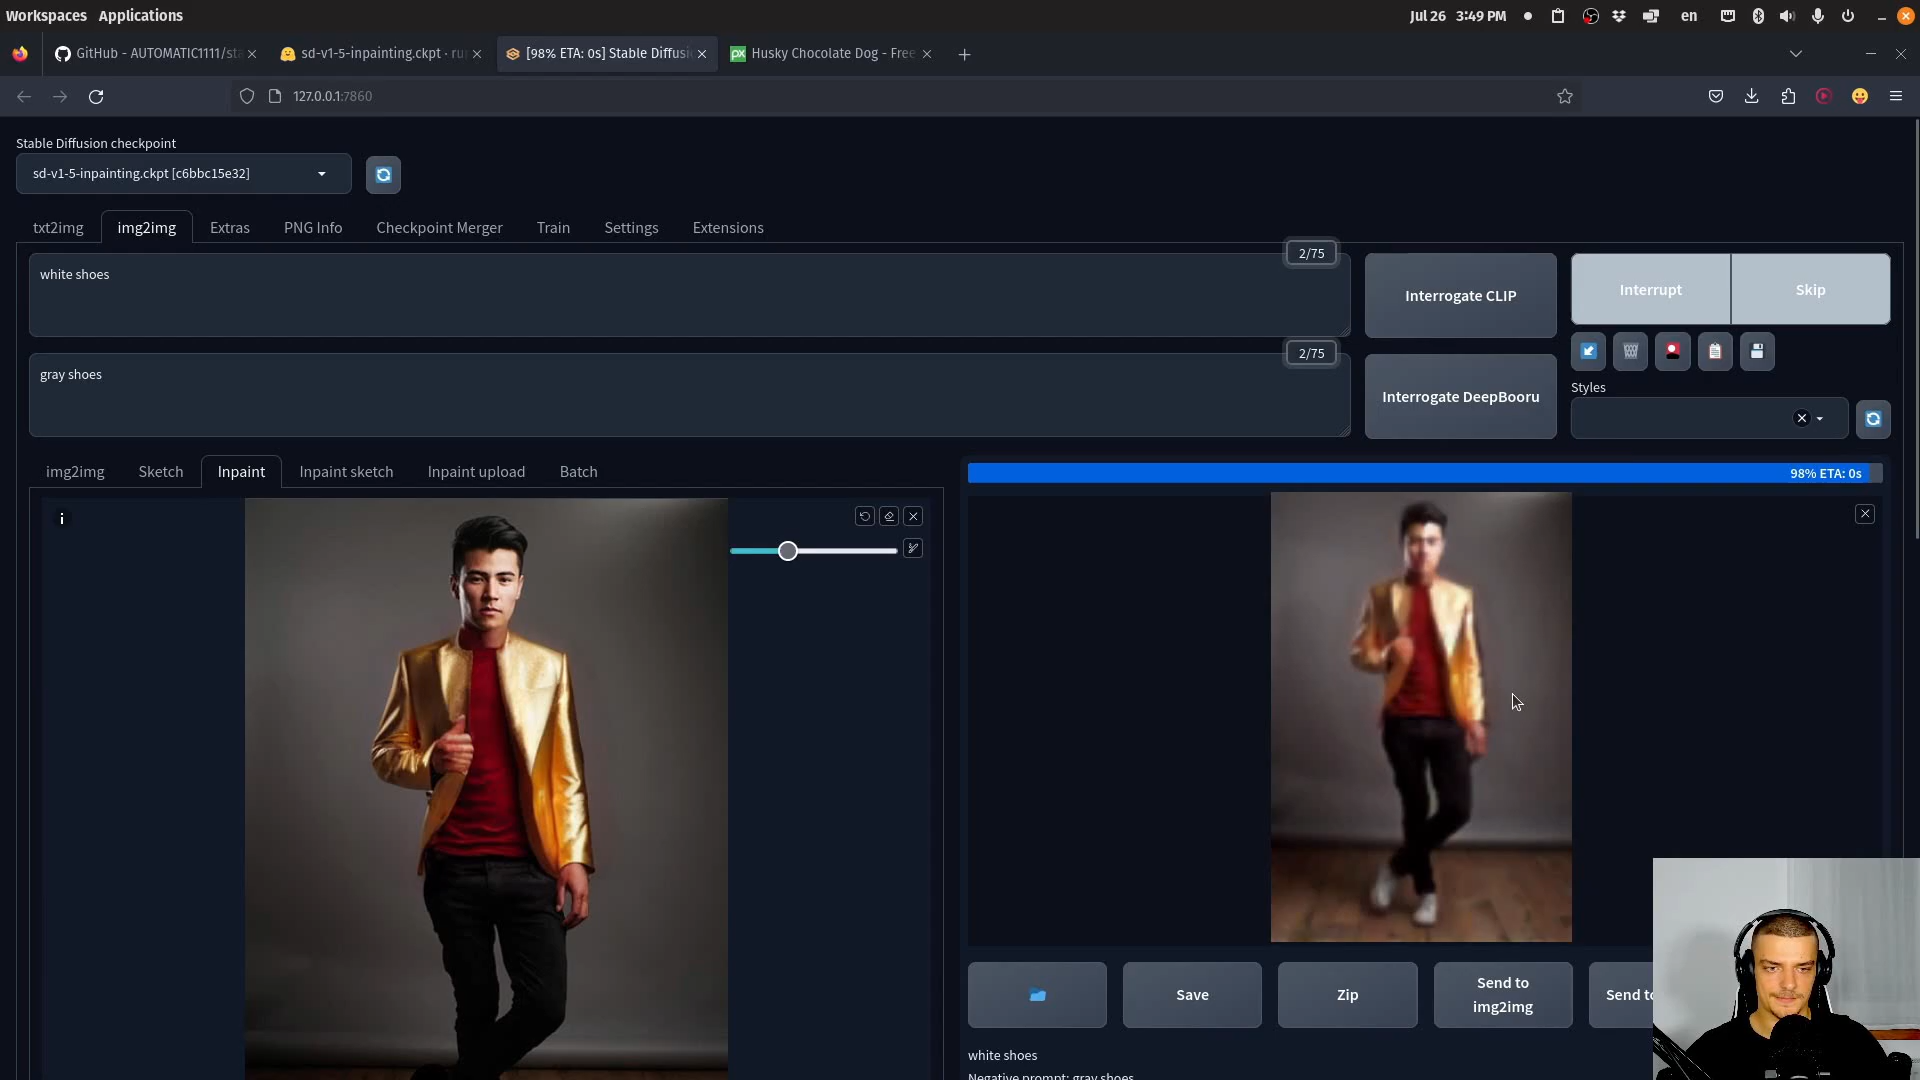 Workspaces Applications
Jul 26 3:49 PM
en
GitHub - AUTOMATIC1111/sta
sd-v1-5-inpainting.ckpt · ru
[98% ETA: 0s] Stable Diffusi
Husky Chocolate Dog - Free
127.0.0.1:7860
Stable Diffusion checkpoint
sd-v1-5-inpainting.ckpt [c6bbc15e32]
txt2img img2img Extras PNG Info Checkpoint Merger Train Settings Extensions
2/75
white shoes
Interrogate CLIP
Interrupt Skip
2/75
gray shoes
Interrogate DeepBooru
Styles
img2img Sketch Inpaint Inpaint sketch Inpaint upload Batch
98% ETA: 0s
Save
Zip
Send to
img2img
Send to
white shoes
Negative prompt: gray shoes